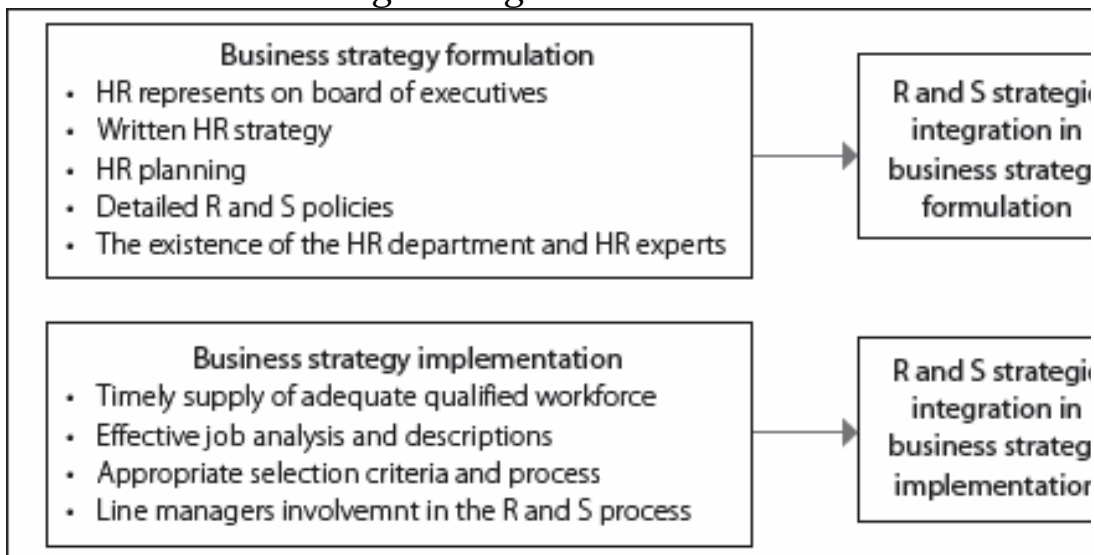 Business strategy formulation
• HR represents on board of executives
• Written HR strategy
• HR planning
• Detailed R and S policies
• The existence of the HR department and HR experts
R and S strategic
integration in
business strateg
formulation
Business strategy implementation
• Timely supply of adequate qualified workforce
• Effective job analysis and descriptions
• Appropriate selection criteria and process
• Line managers involvemnt in the R and S process
R and S strategic
integration in
business strateg
implementation